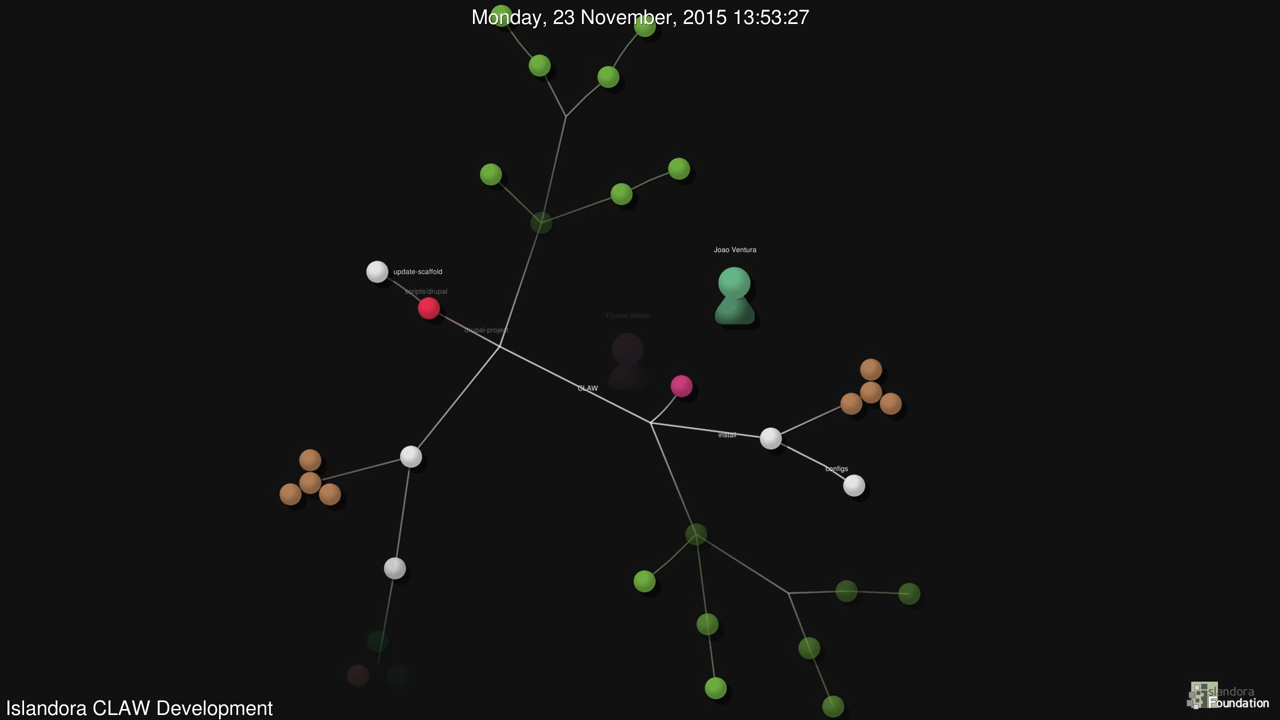 Monday, 23 November, 2015 13:53:27
Joao Ventura
update-scaffold
scripts/drupal
drupal-project
CLAW
install
configs
Islandora CLAW Development
Islandora
Foundation